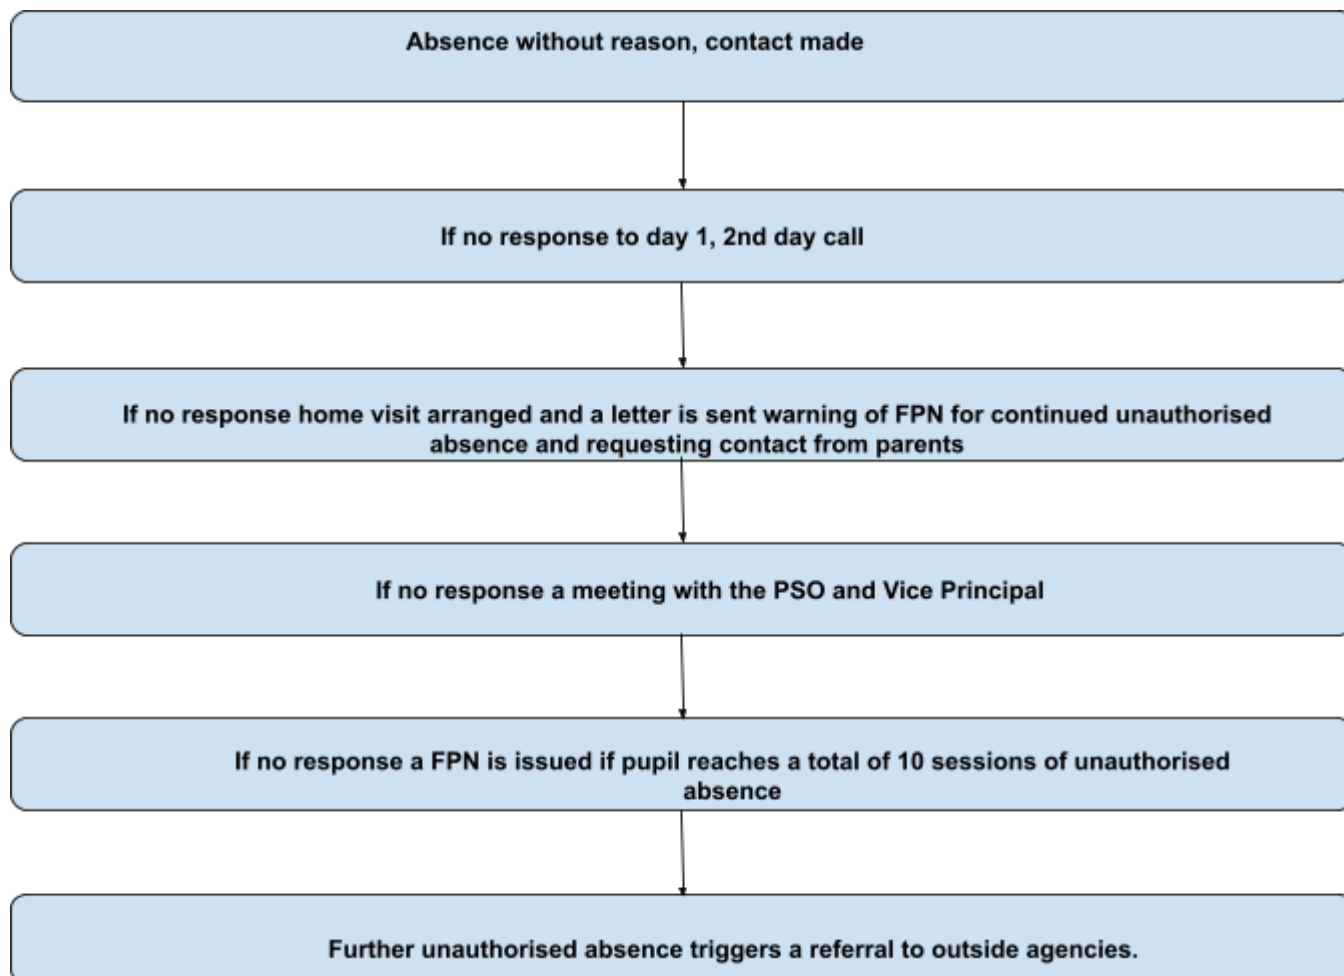 Absence without reason, contact made
If no response to day 1, 2nd day call
If no response home visit arranged and a letter is sent warning of FPN for continued unauthorised
absence and requesting contact from parents
If no response a meeting with the PSO and Vice Principal
If no response a FPN is issued if pupil reaches a total of 10 sessions of unauthorised
absence
Further unauthorised absence triggers a referral to outside agencies.